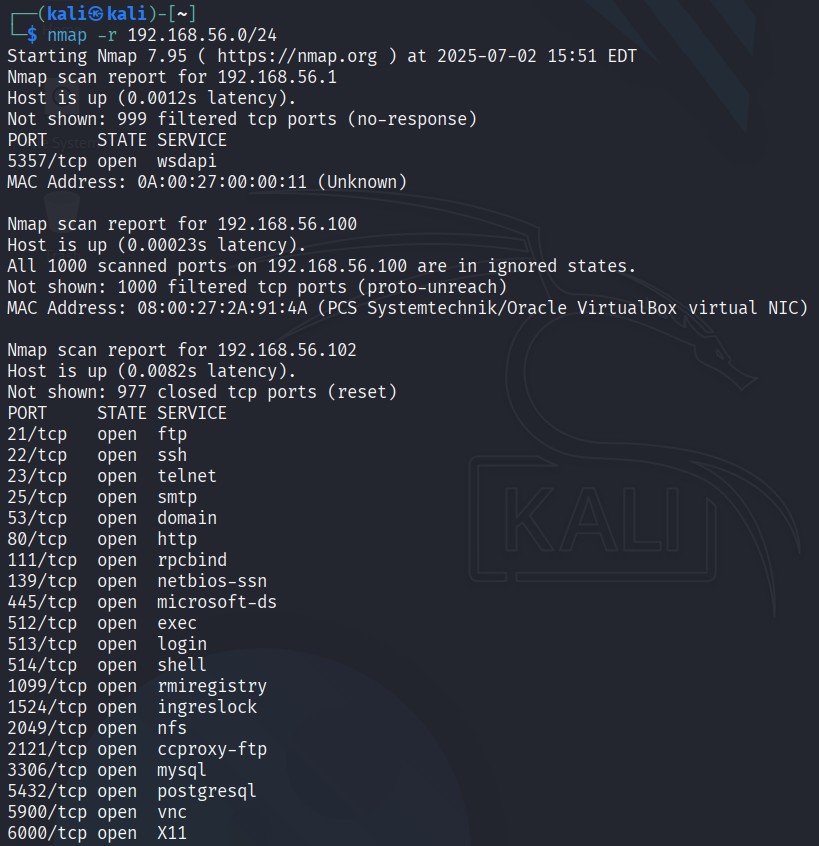 ┌──(kali㉿kali)-[~]
└─$ nmap -r 192.168.56.0/24
Starting Nmap 7.95 ( https://nmap.org ) at 2025-07-02 15:51 EDT
Nmap scan report for 192.168.56.1
Host is up (0.0012s latency).
Not shown: 999 filtered tcp ports (no-response)
PORT     STATE SERVICE
5357/tcp open  wsdapi
MAC Address: 0A:00:27:00:00:11 (Unknown)

Nmap scan report for 192.168.56.100
Host is up (0.00023s latency).
All 1000 scanned ports on 192.168.56.100 are in ignored states.
Not shown: 1000 filtered tcp ports (proto-unreach)
MAC Address: 08:00:27:2A:91:4A (PCS Systemtechnik/Oracle VirtualBox virtual NIC)

Nmap scan report for 192.168.56.102
Host is up (0.0082s latency).
Not shown: 977 closed tcp ports (reset)
PORT     STATE SERVICE
21/tcp   open  ftp
22/tcp   open  ssh
23/tcp   open  telnet
25/tcp   open  smtp
53/tcp   open  domain
80/tcp   open  http
111/tcp  open  rpcbind
139/tcp  open  netbios-ssn
445/tcp  open  microsoft-ds
512/tcp  open  exec
513/tcp  open  login
514/tcp  open  shell
1099/tcp open  rmiregistry
1524/tcp open  ingreslock
2049/tcp open  nfs
2121/tcp open  ccproxy-ftp
3306/tcp open  mysql
5432/tcp open  postgresql
5900/tcp open  vnc
6000/tcp open  X11
KALI